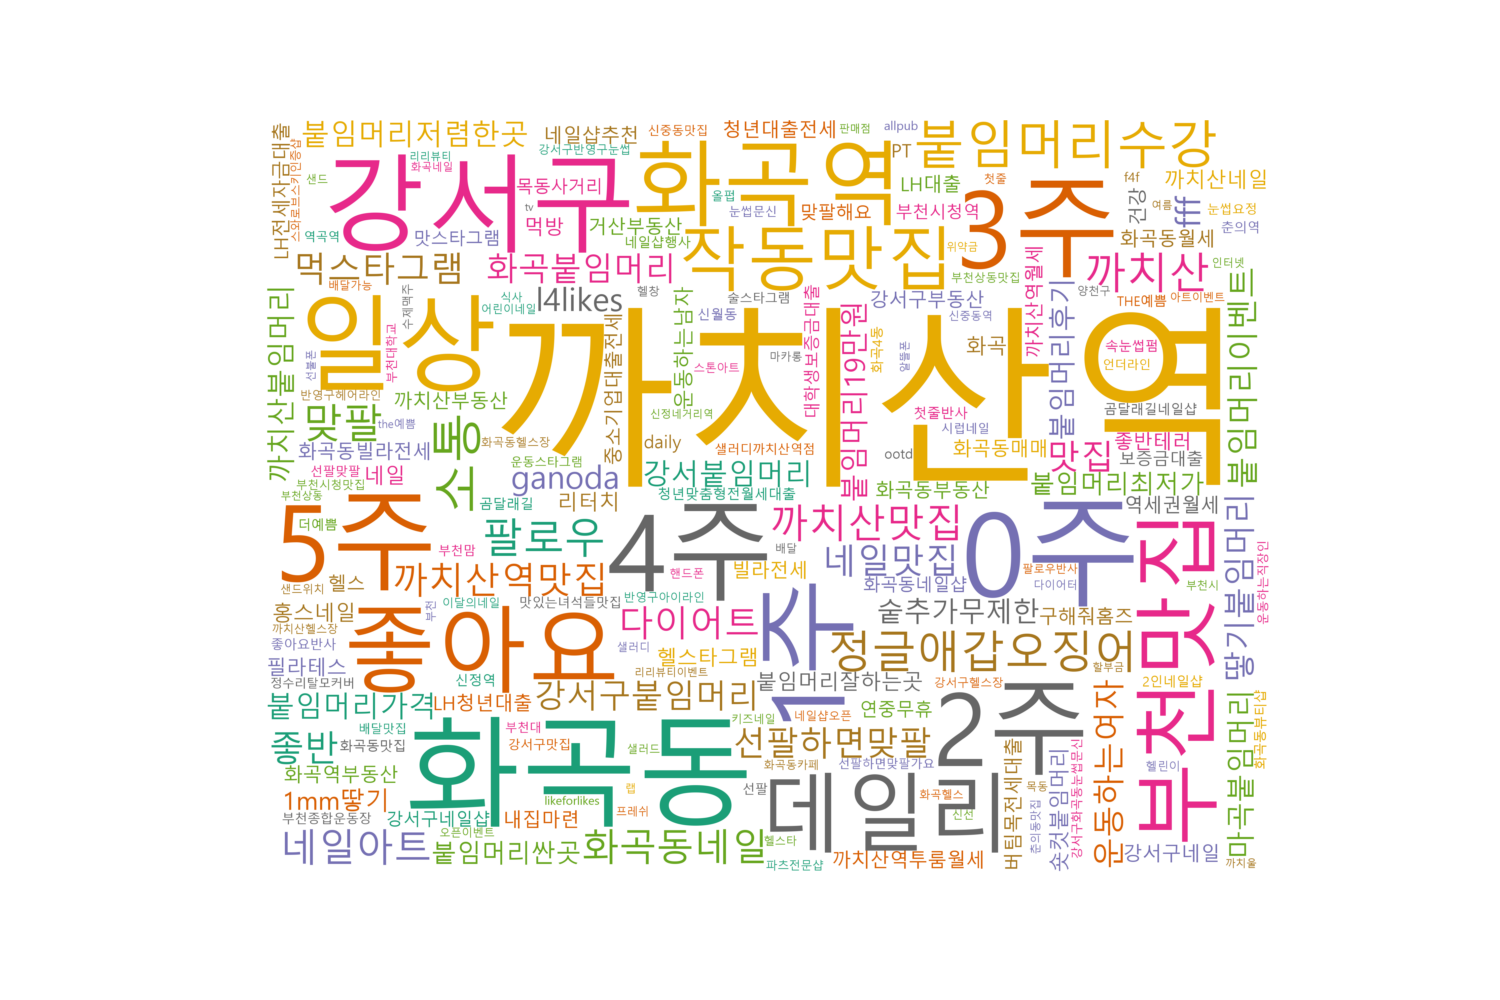 LH전세자금대출
스와로브스키인증샵
붙임머리저렴한곳
리리뷰티
화곡네일
샌드
강서구
역곡역
맛스타그램
tv
네일샵추천
강서구반영구눈썹
목동사거리
먹방
신중동맛집
거산부동산
네일샵행사
화곡역
청년대출전세
올펍
눈썹문신
판매점
맞팔해요
allpub
PT
LH대출
부천시청역
붙임머리수강
첫줄
3주
f4f
건강
여름
fff
까치산네일
눈썹요정
춘의역
화곡동월세
먹스타그램
배달가능
화곡붙임머리
작동맛집
위약금
부천상동맛집
까치산
인터넷
까치산붙임머리
일상
선불폰
부천대학교
수제맥주
식사
어린이네일
l4likes
헬창
중소기업대출전세
신월동
운동하는남자
술스타그램
대학생보증금대출
강서구부동산
신중동역
까치산역월세
양천구
THE예쁨
아트이벤트
붙임머리이벤트
까치산역
마카롱
스톤아트
화곡4동
알뜰폰
화곡
붙임머리19만원
붙임머리후기
속눈썹펌
언더라인
반영구헤어라인
까치산부동산
신정네거리역
맞팔
the예쁨
소통
화곡동헬스장
daily
샐러디까치산역점
첫줄반사
시럽네일
곰달래길네일샵
화곡동빌라전세
선팔맞팔
네일
부천시청맛집
부천상동
운동스타그램
ganoda
강서붙임머리
ootd
화곡동매매
맛집
좋반테러
보증금대출
곰달래길
리터치
청년맞춤형전월세대출
화곡동부동산
붙임머리최저가
역세권월세
5주
더예쁨
팔로우
4주
까치산맛집
0주
부천맛집
땋기붙임머리
부천맘
핸드폰
배달
빌라전세
네일맛집
화곡동네일샵
팔로우반사
다이어터
부천시
운동하는직장인
샌드위치
헬스
까치산역맛집
홍스네일
부천
이달의네일
맛있는녀석들맛집
반영구아이라인
1주
숱추가무제한
구해줘홈즈
까치산헬스장
좋아요반사
좋아요
다이어트
샐러디
헬스타그램
정글애갑오징어
할부금
필라테스
정수리탈모커버
신정역
리리뷰티이벤트
붙임머리잘하는곳
강서구헬스장
2인네일샵
붙임머리가격
LH청년대출
강서구붙임머리
키즈네일
네일샵오픈
연중무휴
2주
운동하는여자
마곡붙임머리
화곡동뷰티샵
배달맛집
좋반
화곡동맛집
화곡동
부천대
강서구맛집
샐러드
선팔하면맞팔
화곡동카페
선팔하면맞팔가요
버팀목전세대출
목동
숏컷붙임머리
강서구화곡동눈썹문신
헬린이
화곡역부동산
1mm땋기
likeforlikes
랩
선팔
데일리
화곡헬스
신전
부천종합운동장
강서구네일샵
내집마련
프레쉬
춘의동맛집
네일아트
오픈이벤트
붙임머리싼곳
화곡동네일
헬스타
파츠전문샵
까치산역투룸월세
강서구네일
까치울